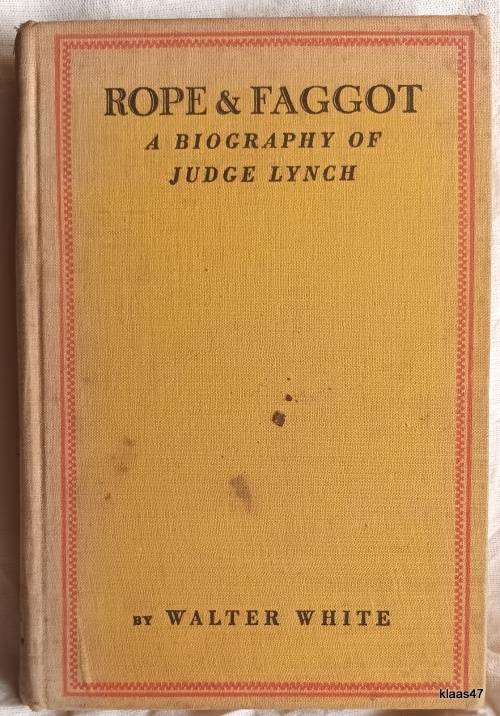 ROPE & FAGGOT
A BIOGRAPHY OF
JUDGE LYNCH
BY WALTER WHITE
klaas47